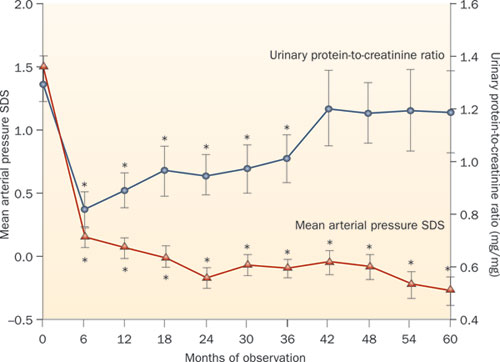 2.0
1.5
1.0
0.5
0.0
−0.5
Mean arterial pressure SDS
1.6
1.4
1.2
1.0
0.8
0.6
0.4
Urinary protein-to-creatinine ratio (mg/mg)
Urinary protein-to-creatinine ratio
* * * * * *
Mean arterial pressure SDS
* * * * * * * * * *
0 6 12 18 24 30 36 42 48 54 60
Months of observation